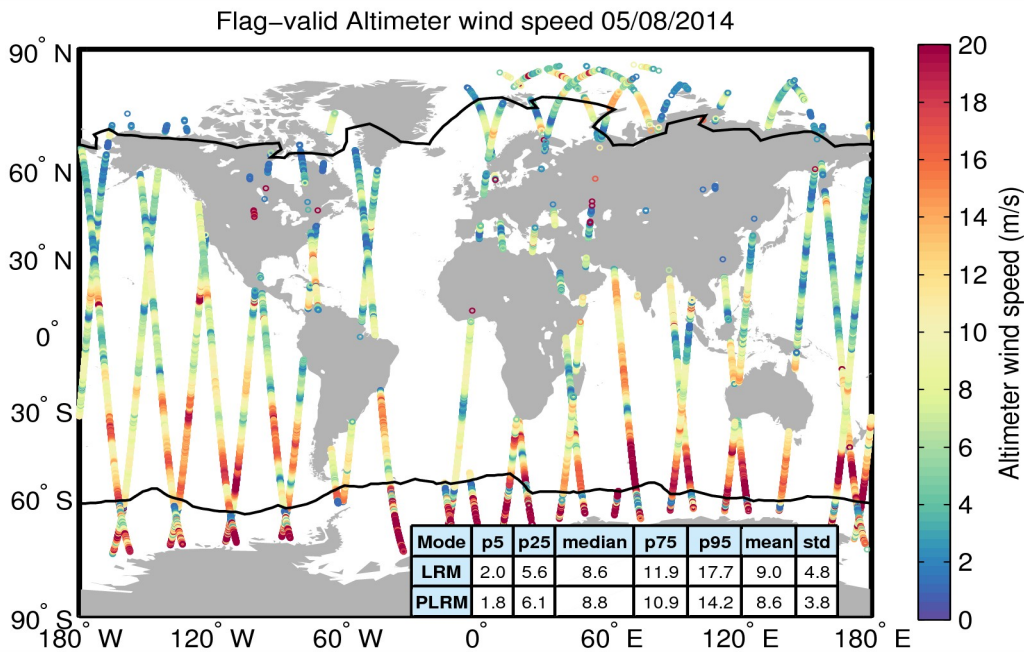 Flag−valid Altimeter wind speed 05/08/2014
90° N
60° N
30° N
0°
30° S
60° S
90° S
180° W
120° W
60° W
0°
60° E
120° E
180° E
Mode p5 p25 median p75 p95 mean std
LRM 2.0 5.6 8.6 11.9 17.7 9.0 4.8
PLRM 1.8 6.1 8.8 10.9 14.2 8.6 3.8
20
18
16
14
12
10
8
6
4
2
0
Altimeter wind speed (m/s)